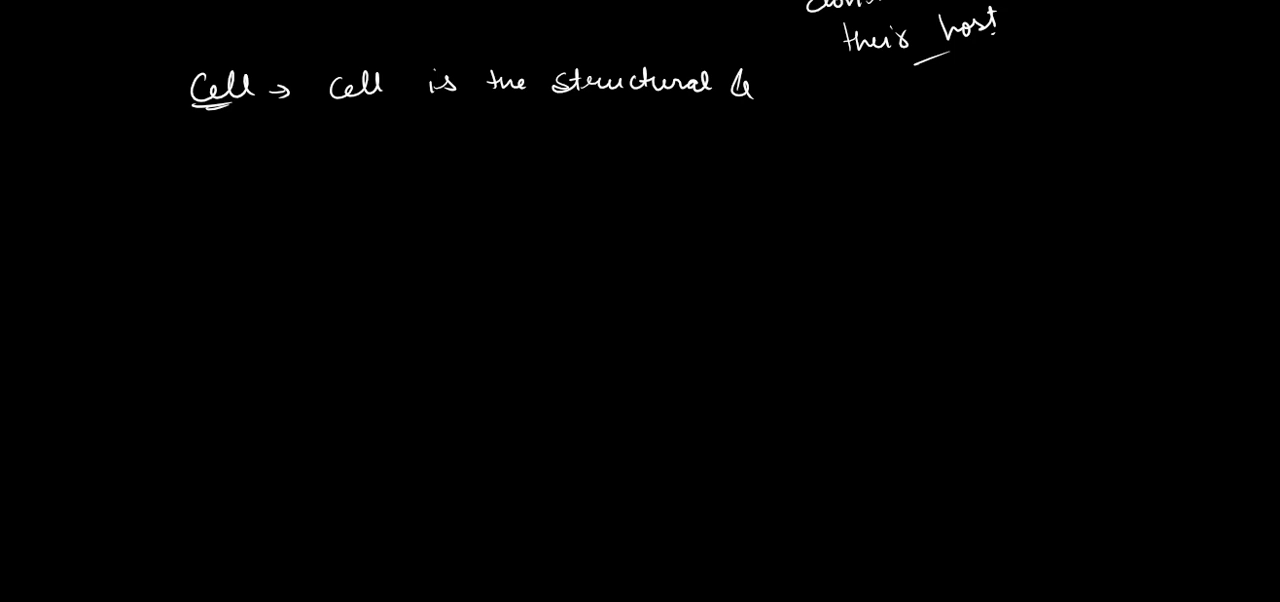 their host
Cell → Cell is the structural &